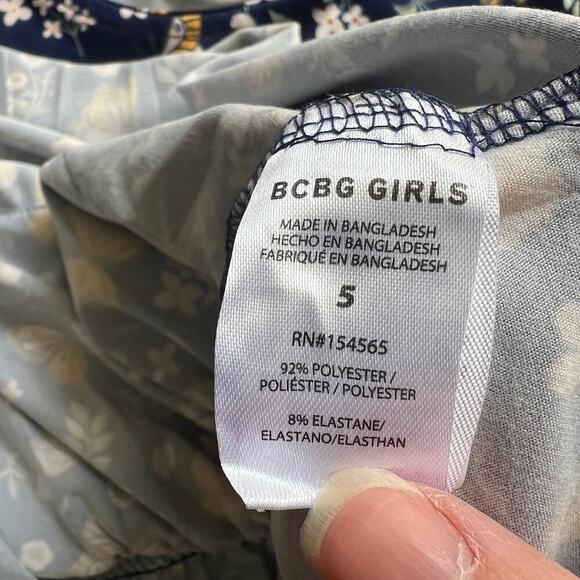 BCBG GIRLS
MADE IN BANGLADESH
HECHO EN BANGLADESH
FABRIQUÉ EN BANGLADESH
5
RN#154565
92% POLYESTER /
POLIÉSTER / POLYESTER
8% ELASTANE/
ELASTANO/ELASTHAN